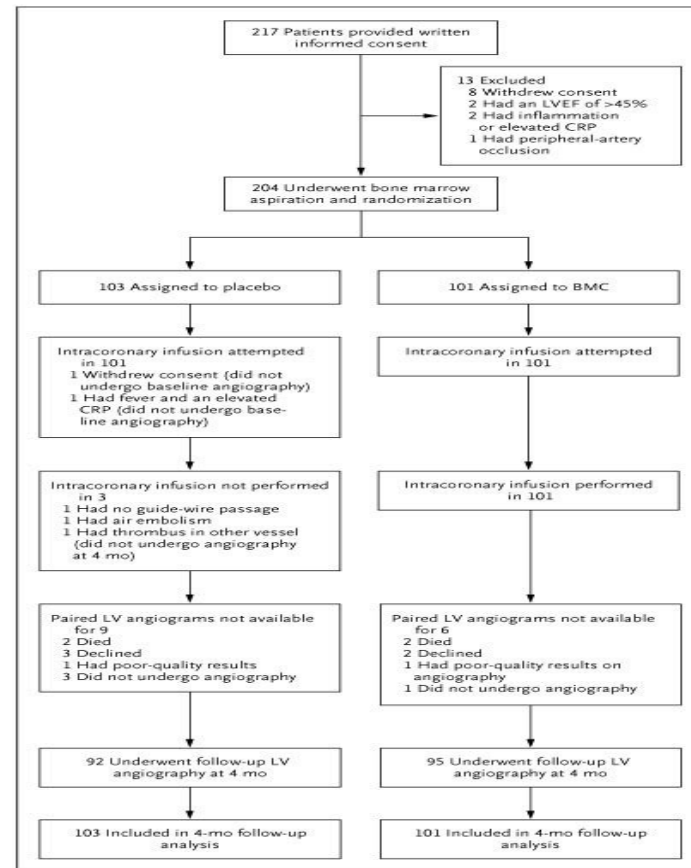 217 Patients provided written
informed consent
13 Excluded
8 Withdrew consent
2 Had an LVEF of >45%
2 Had inflammation
or elevated CRP
1 Had peripheral-artery
occlusion
204 Underwent bone marrow
aspiration and randomization
103 Assigned to placebo
101 Assigned to BMC
Intracoronary infusion attempted
in 101
1 Withdrew consent (did not
undergo baseline angiography)
1 Had fever and an elevated
CRP (did not undergo base-
line angiography)
Intracoronary infusion attempted
in 101
Intracoronary infusion not performed
in 3
1 Had no guide-wire passage
1 Had air embolism
1 Had thrombus in other vessel
(did not undergo angiography
at 4 mo)
Intracoronary infusion performed
in 101
Paired LV angiograms not available
for 9
2 Died
3 Declined
1 Had poor-quality results
3 Did not undergo angiography
Paired LV angiograms not available
for 6
2 Died
2 Declined
1 Had poor-quality results on
angiography
1 Did not undergo angiography
92 Underwent follow-up LV
angiography at 4 mo
95 Underwent follow-up LV
angiography at 4 mo
103 Included in 4-mo follow-up
analysis
101 Included in 4-mo follow-up
analysis